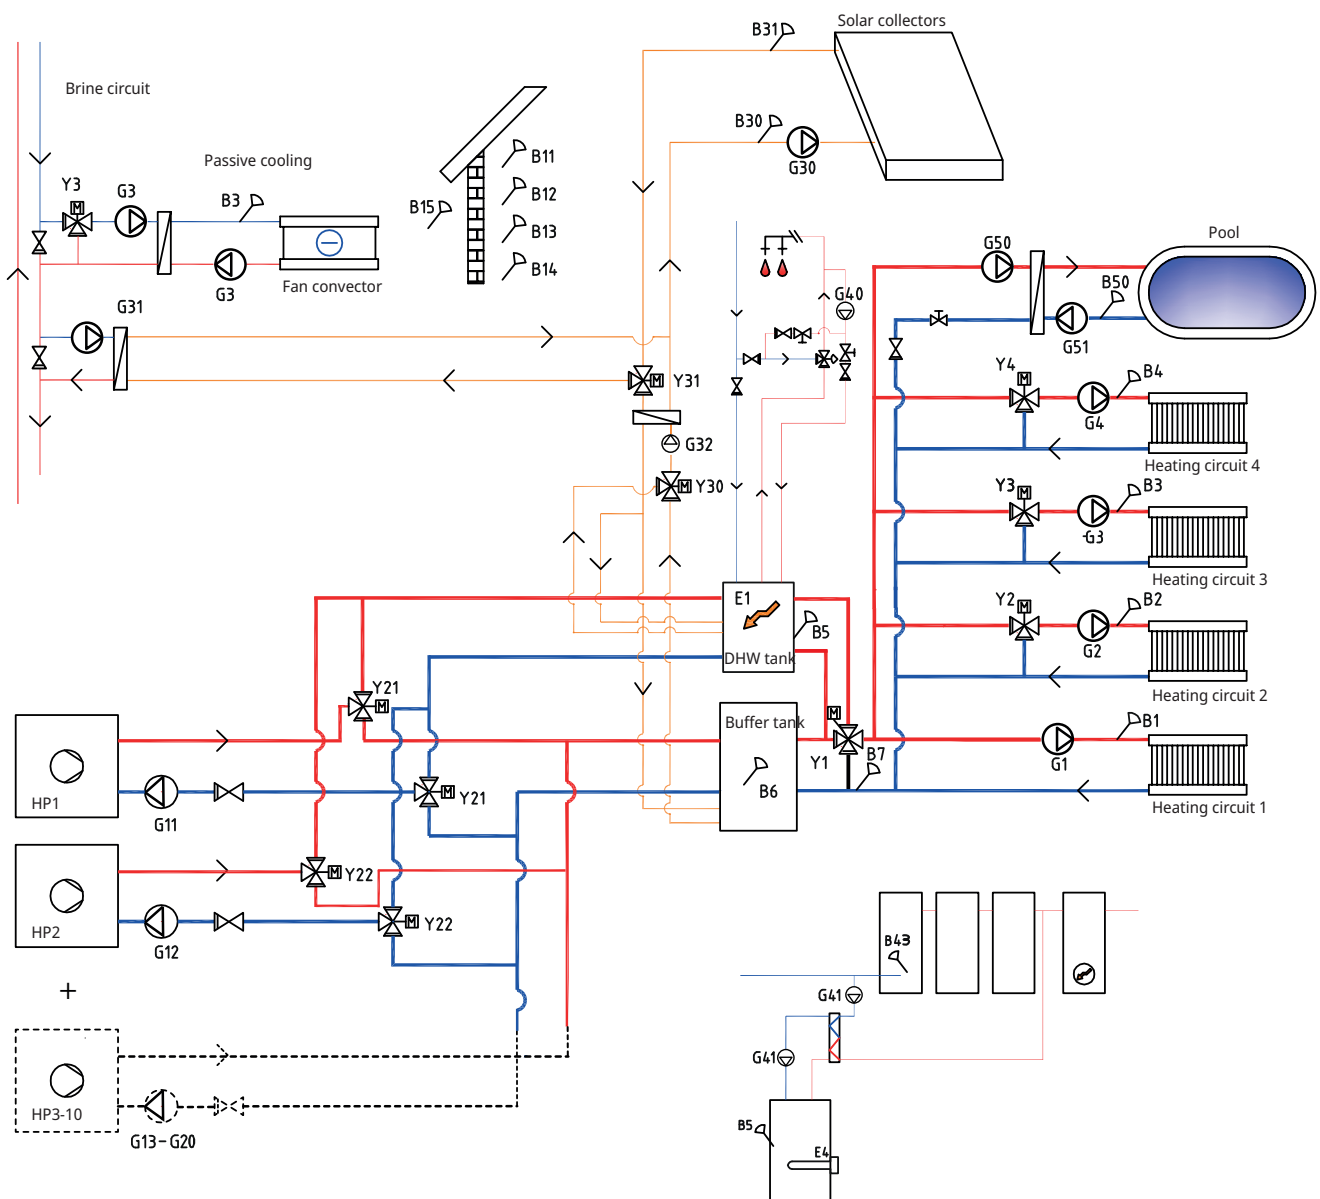 Solar collectors
B31
Brine circuit
B30
G30
Passive cooling
B11
Y3
G3
B3
B12
B15
B13
B14
G3
Fan convector
Pool
G50
B50
G40
G31
G51
M
Y31
Y4
M
B4
G4
G32
Heating circuit 4
M
Y30
Y3
M
B3
-G3
Heating circuit 3
E1
Y2
M
B2
B5
G2
DHW tank
Heating circuit 2
Y21
M
M
Buffer tank
B1
Y1
B7
G1
HP1
M
Y21
B6
Heating circuit 1
G11
M
Y22
HP2
M
Y22
G12
B43
+
G41
G41
HP3-10
B5
G13-G20
E4
M